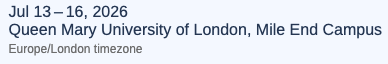 Jul 13 – 16, 2026
Queen Mary University of London, Mile End Campus
Europe/London timezone